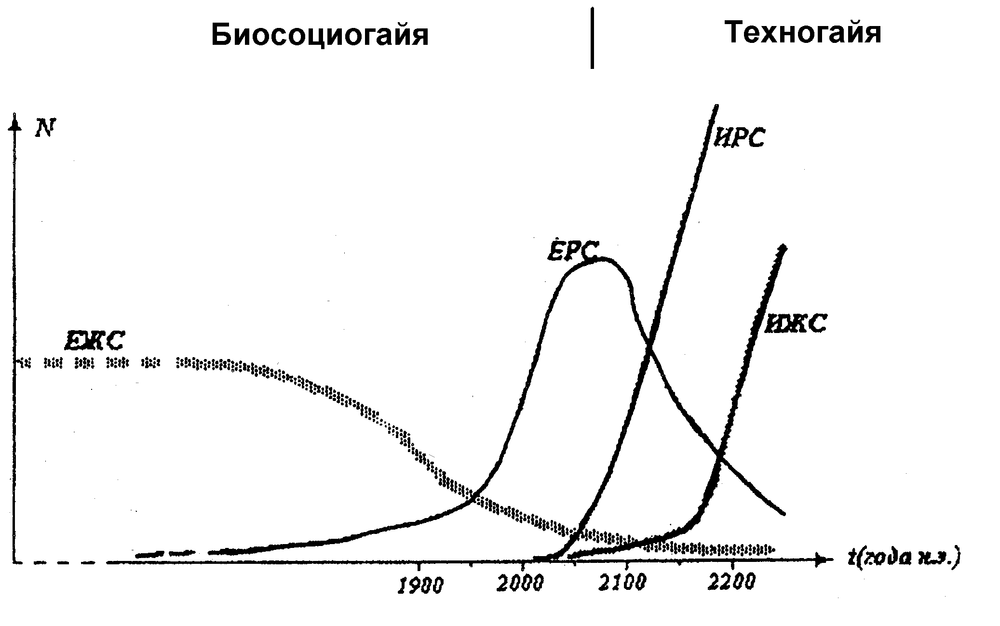 Биосоциогайя
Техногайя
N
ИРС
ЕРС
ИЖС
ЕЖС
t(года н.э.)
1900
2000
2100
2200